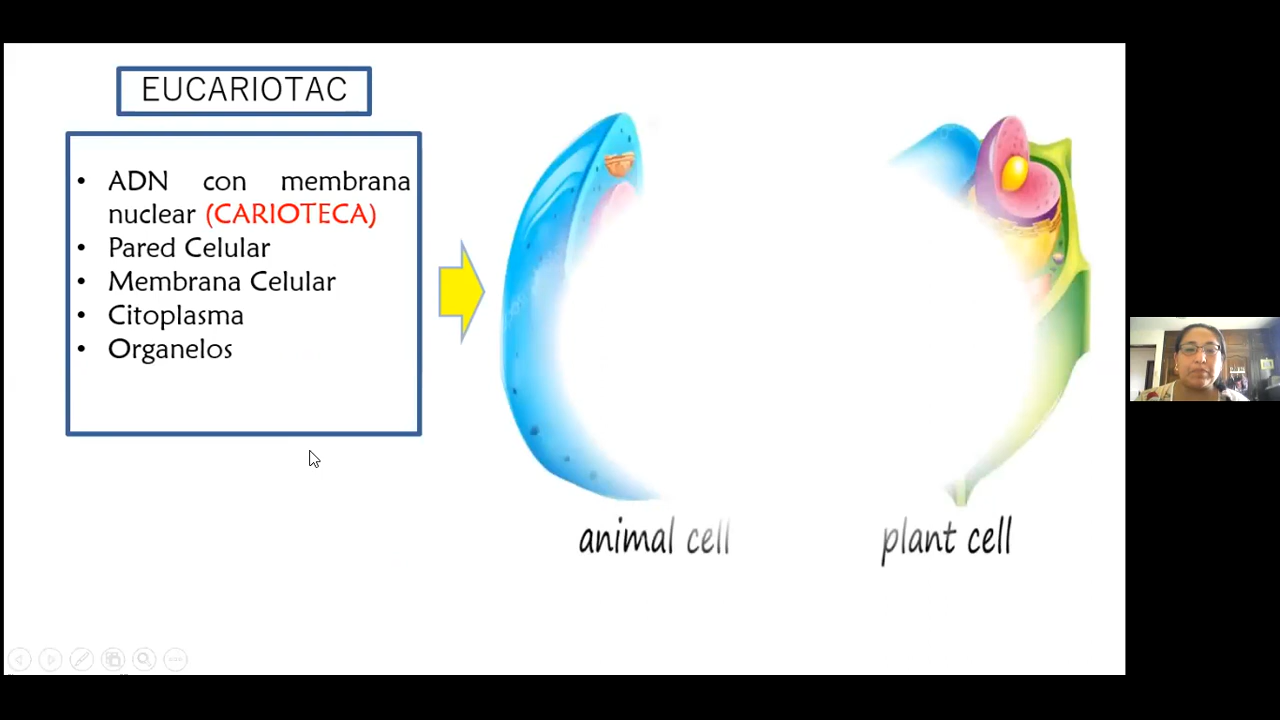 EUCARIOTAC
• ADN con membrana
nuclear (CARIOTECA)
• Pared Celular
• Membrana Celular
• Citoplasma
• Organelos
animal cell
plant cell